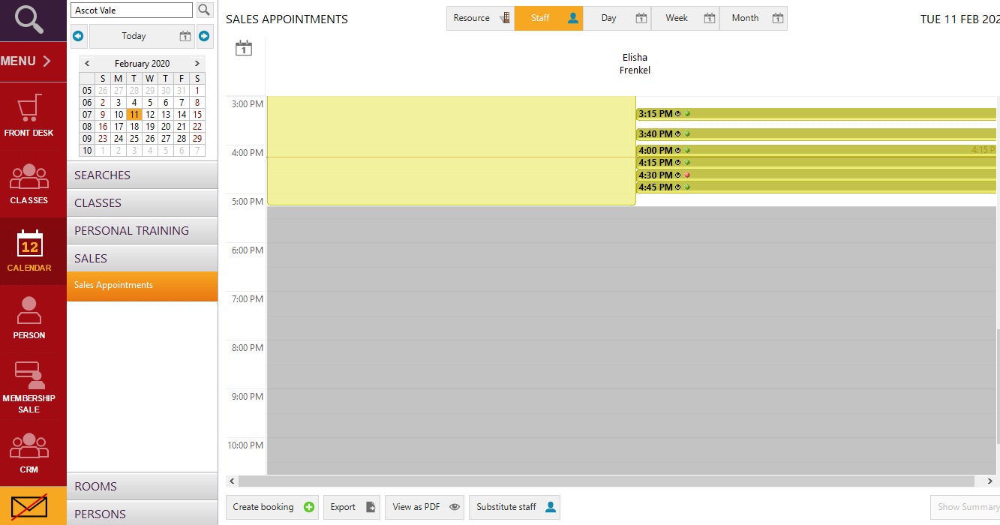 MENU
FRONT DESK
CLASSES
12
CALENDAR
PERSON
MEMBERSHIP
SALE
CRM
Ascot Vale
Today 1
February 2020
S M T W T F S
05 26 27 28 29 30 31 1
06 2 3 4 5 6 7 8
07 9 10 11 12 13 14 15
08 16 17 18 19 20 21 22
09 23 24 25 26 27 28 29
10 1 2 3 4 5 6 7
SEARCHES
CLASSES
PERSONAL TRAINING
SALES
Sales Appointments
ROOMS
PERSONS
SALES APPOINTMENTS
Resource Staff Day 1 Week 1 Month 1
TUE 11 FEB 202
1
Elisha
Frenkel
3:00 PM
3:15 PM
3:40 PM
4:00 PM
4:00 PM 4:15 P
4:15 PM
4:30 PM
4:45 PM
5:00 PM
6:00 PM
7:00 PM
8:00 PM
9:00 PM
10:00 PM
Create booking Export View as PDF Substitute staff Show Summary